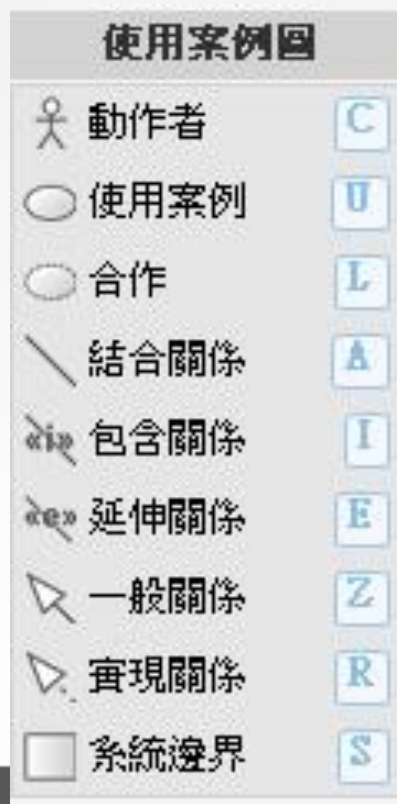 使用案例圖
動作者 C
使用案例 U
合作 L
結合關係 A
«i» 包含關係 I
«e» 延伸關係 E
一般關係 Z
實現關係 R
系統邊界 S